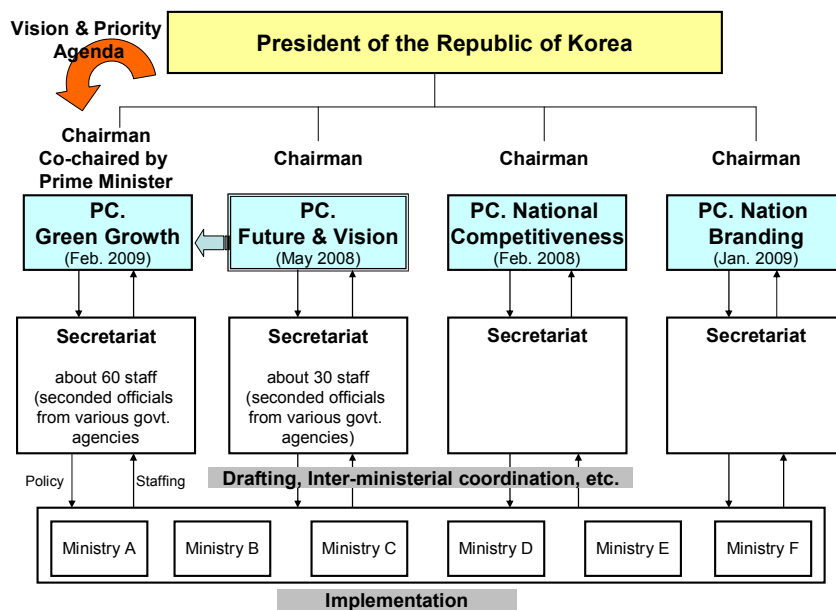 Vision & Priority
Agenda
President of the Republic of Korea
Chairman
Co-chaired by
Prime Minister
Chairman
Chairman
Chairman
PC.
Green Growth
(Feb. 2009)
PC.
Future & Vision
(May 2008)
PC. National
Competitiveness
(Feb. 2008)
PC. Nation
Branding
(Jan. 2009)
Secretariat
about 60 staff
(seconded officials
from various govt.
agencies
Secretariat
about 30 staff
(seconded officials
from various govt.
agencies)
Secretariat
Secretariat
Policy
Staffing
Drafting, Inter-ministerial coordination, etc.
Ministry A
Ministry B
Ministry C
Ministry D
Ministry E
Ministry F
Implementation